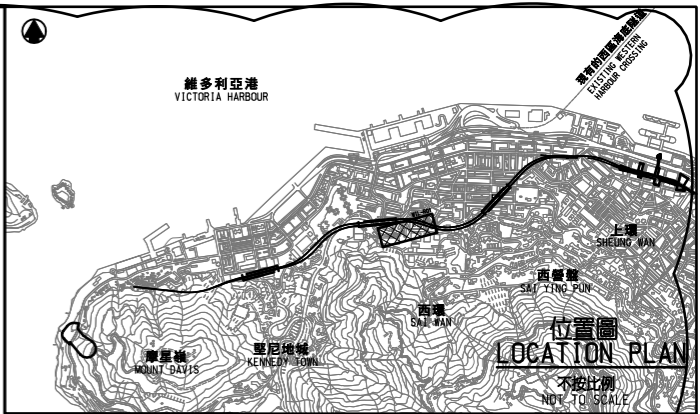 現有的西區海底隧道
EXISTING WESTERN
HARBOUR CROSSING
維多利亞港
VICTORIA HARBOUR
上環
SHEUNG WAN
西營盤
SAI YING PUN
西環
SAI WAN
堅尼地城
KENNEDY TOWN
摩星嶺
MOUNT DAVIS
位置圖
LOCATION PLAN
不按比例
NOT TO SCALE